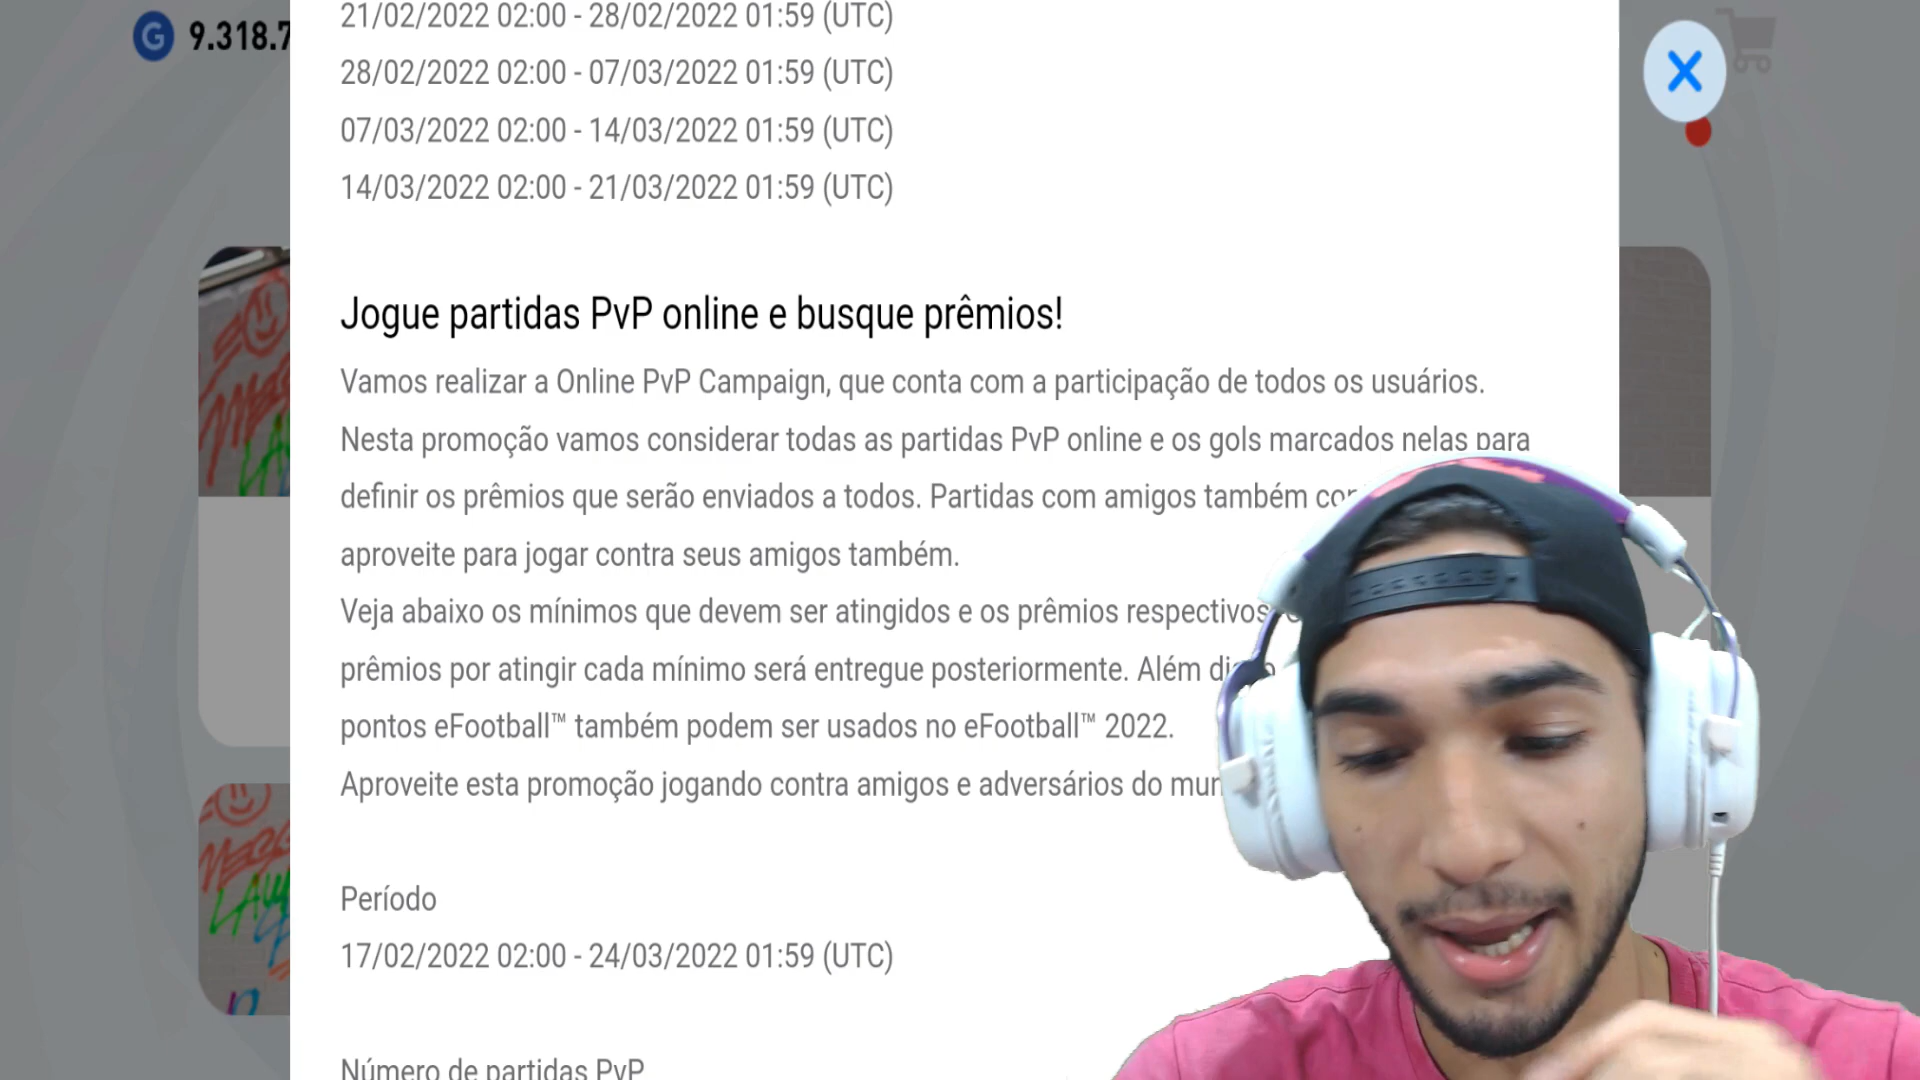 G 9.318.7
21/02/2022 02:00 - 28/02/2022 01:59 (UTC)
28/02/2022 02:00 - 07/03/2022 01:59 (UTC)
07/03/2022 02:00 - 14/03/2022 01:59 (UTC)
14/03/2022 02:00 - 21/03/2022 01:59 (UTC)
Jogue partidas PvP online e busque prêmios!
Vamos realizar a Online PvP Campaign, que conta com a participação de todos os usuários.
Nesta promoção vamos considerar todas as partidas PvP online e os gols marcados nelas para
definir os prêmios que serão enviados a todos. Partidas com amigos também
aproveite para jogar contra seus amigos também.
Veja abaixo os mínimos que devem ser atingidos e os prêmios respectivos
prêmios por atingir cada mínimo será entregue posteriormente. Além
pontos eFootball™ também podem ser usados no eFootball™ 2022.
Aproveite esta promoção jogando contra amigos e adversários do
Período
17/02/2022 02:00 - 24/03/2022 01:59 (UTC)
Número de partidas PvP